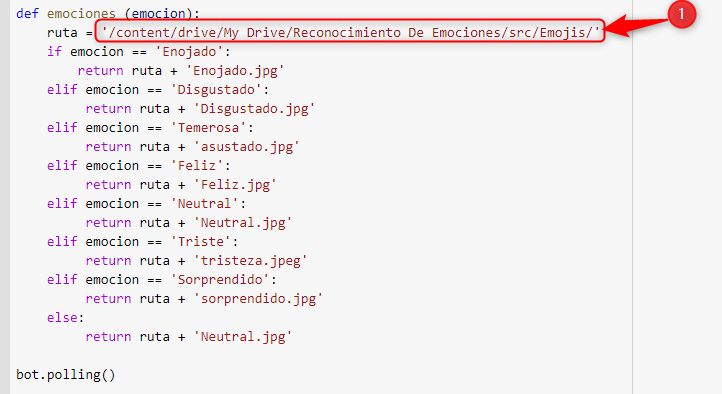 def emociones (emocion):
ruta = '/content/drive/My Drive/Reconocimiento De Emociones/src/Emojis/' 1
if emocion == 'Enojado':
return ruta + 'Enojado.jpg'
elif emocion == 'Disgustado':
return ruta + 'Disgustado.jpg'
elif emocion == 'Temerosa':
return ruta + 'asustado.jpg'
elif emocion == 'Feliz':
return ruta + 'Feliz.jpg'
elif emocion == 'Neutral':
return ruta + 'Neutral.jpg'
elif emocion == 'Triste':
return ruta + 'tristeza.jpeg'
elif emocion == 'Sorprendido':
return ruta + 'sorprendido.jpg'
else:
return ruta + 'Neutral.jpg'
bot.polling()